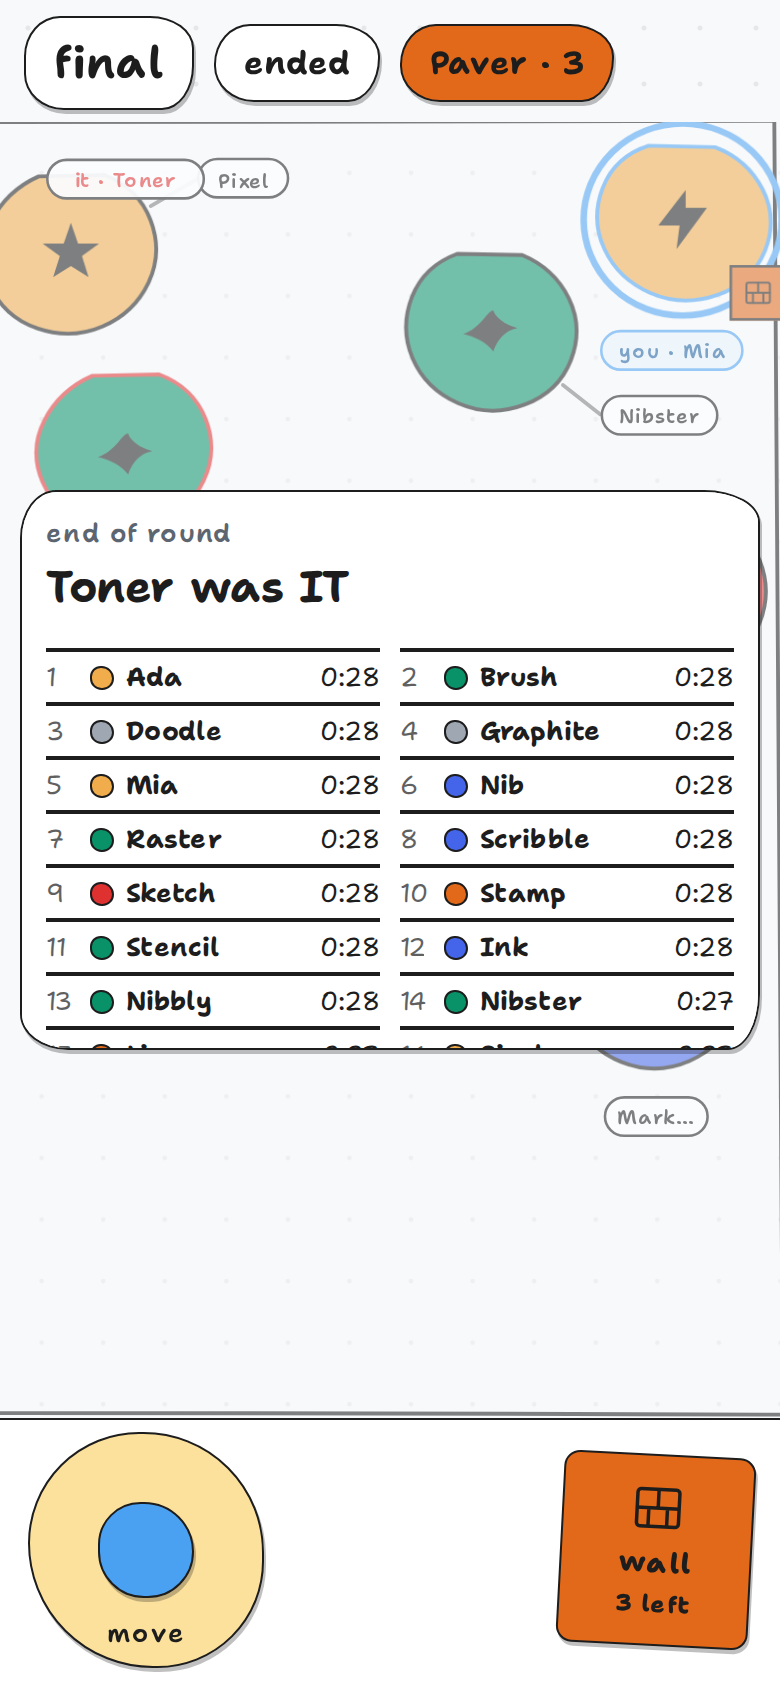 final ended Paver · 3
it · Toner Pixel
you · Mia
Nibster
end of round
Toner was IT
1 Ada 0:28 2 Brush 0:28
3 Doodle 0:28 4 Graphite 0:28
5 Mia 0:28 6 Nib 0:28
7 Raster 0:28 8 Scribble 0:28
9 Sketch 0:28 10 Stamp 0:28
11 Stencil 0:28 12 Ink 0:28
13 Nibbly 0:28 14 Nibster 0:27
Mark...
wall
3 left
move